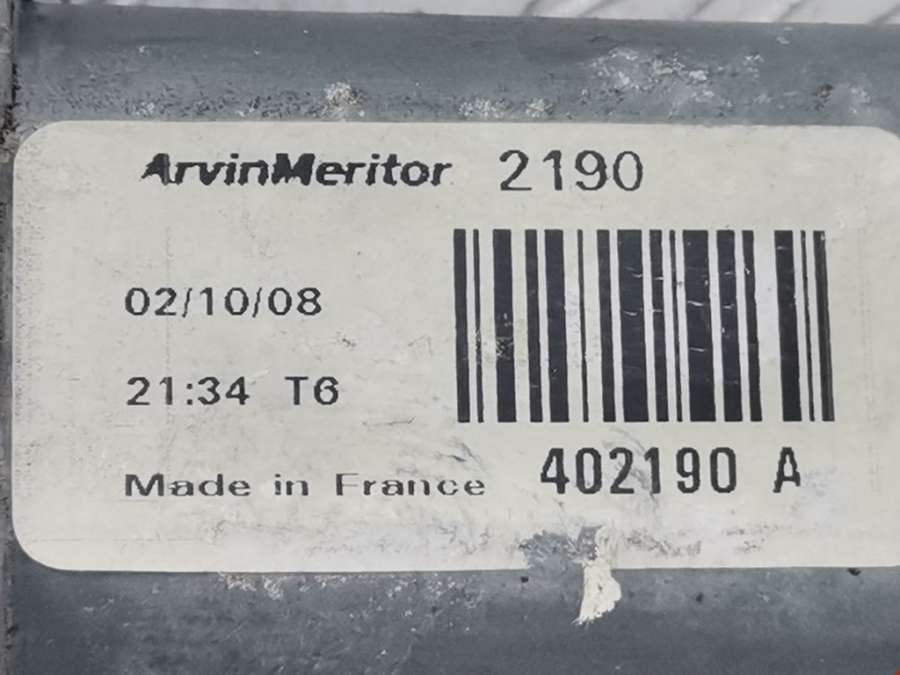 ArvinMeritor 2190
02/10/08
21:34 T6
Made in France
402190 A